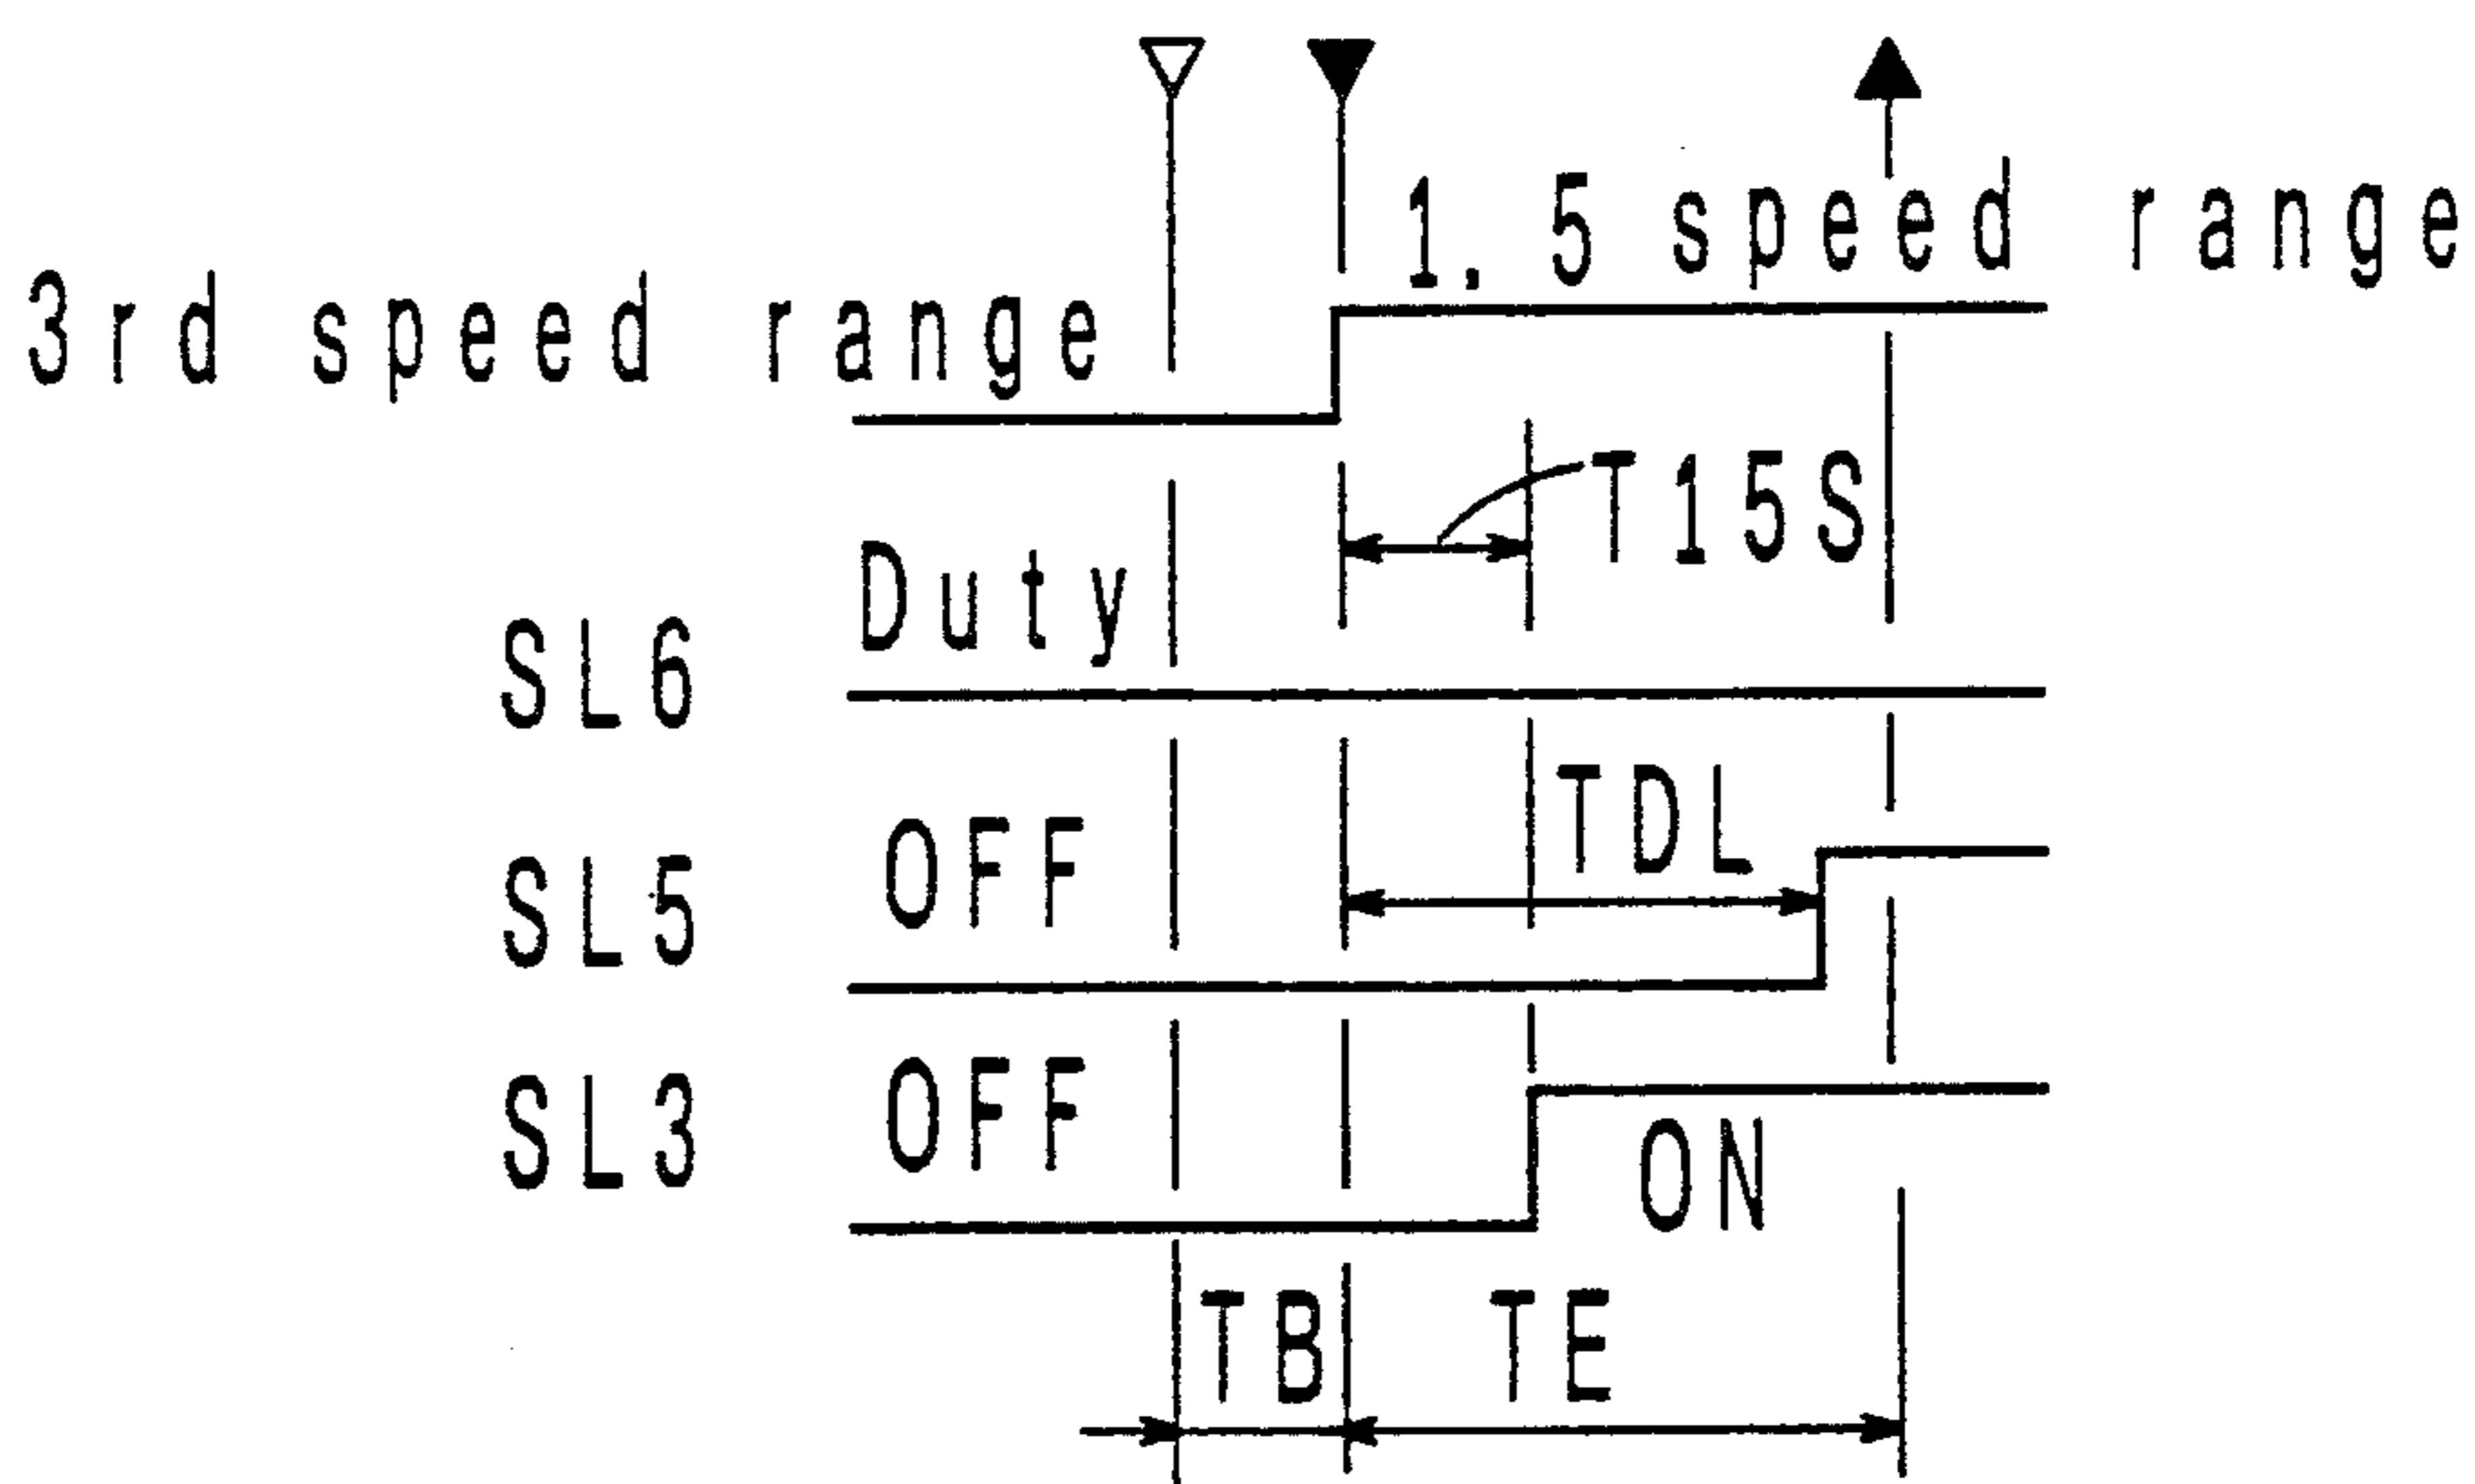 1.5 speed range
3rd speed range
T15S
Duty
SL6
TDL
OFF
SL5
OFF
SL3
ON
TB
TE